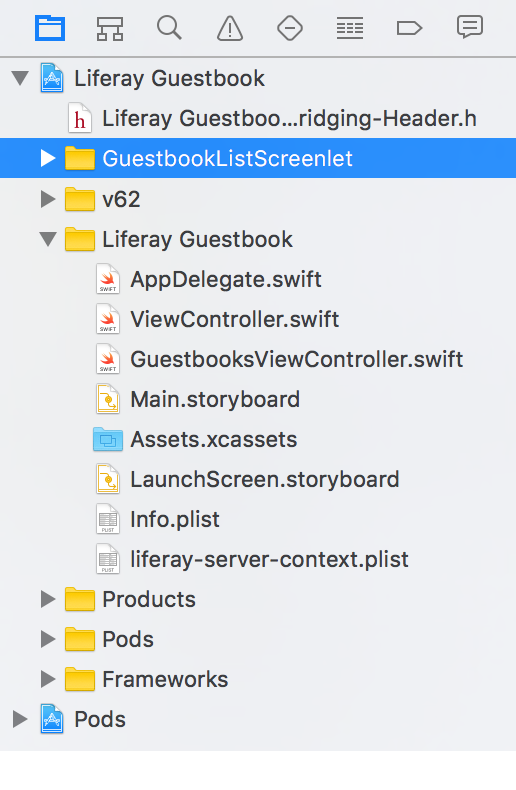 Liferay Guestbook
Liferay Guestboo...ridging-Header.h
GuestbookListScreenlet
v62
Liferay Guestbook
AppDelegate.swift
ViewController.swift
GuestbooksViewController.swift
Main.storyboard
Assets.xcassets
LaunchScreen.storyboard
Info.plist
liferay-server-context.plist
Products
Pods
Frameworks
Pods